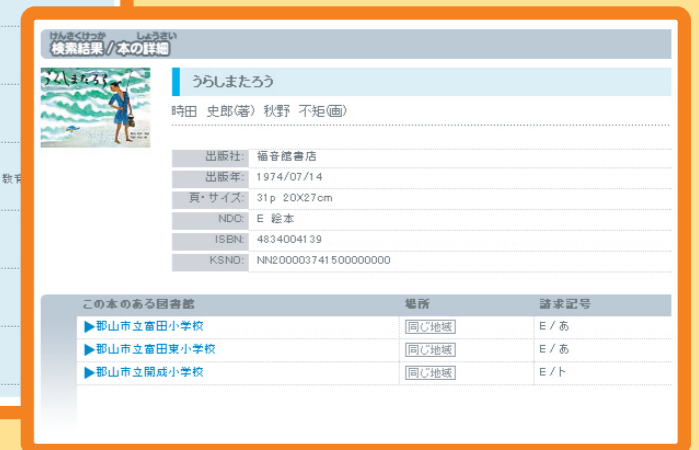 けんさくけっか しょうさい
検索結果/本の詳細
うらしまたろう
うらしまたろう
時田 史郎(著) 秋野 不矩(画)
出版社: 福音館書店
出版年: 1974/07/14
頁・サイズ: 31p 20X27cm
NDC: E 絵本
ISBN: 4834004139
KSNO: NN200003741500000000
教育
この本のある図書館 場所 請求記号
▶郡山市立富田小学校 同じ地域 E/あ
▶郡山市立富田東小学校 同じ地域 E/あ
▶郡山市立開成小学校 同じ地域 E/ト